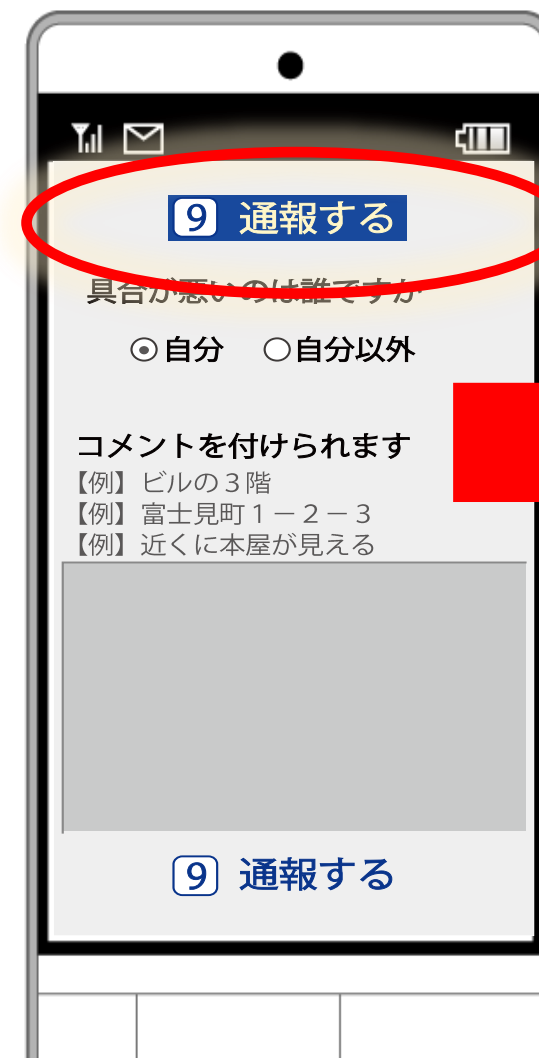 9 通報する
具合が悪いのは誰ですか
自分 自分以外
コメントを付けられます
【例】ビルの３階
【例】富士見町１－２－３
【例】近くに本屋が見える
9 通報する